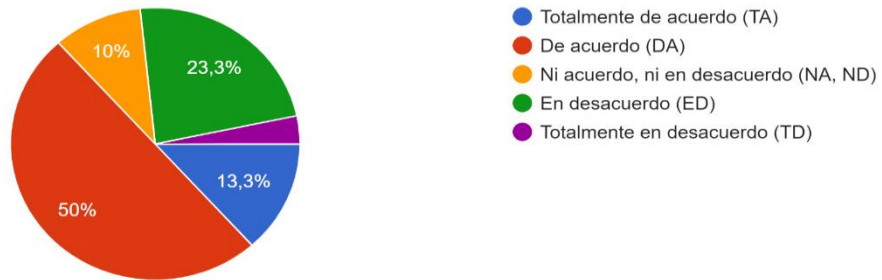 10%
23,3%
13,3%
50%
Totalmente de acuerdo (TA)
De acuerdo (DA)
Ni acuerdo, ni en desacuerdo (NA, ND)
En desacuerdo (ED)
Totalmente en desacuerdo (TD)